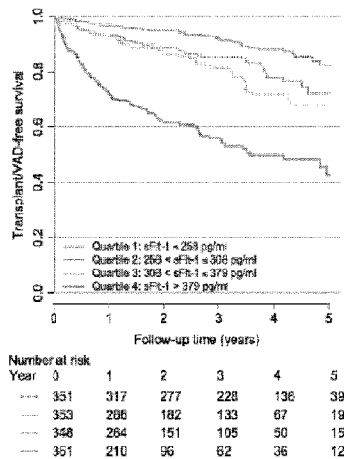 Transplant/VAD-free survival
1.0
0.8
0.6
0.4
0.2
0.0
Quartile 1: sFlt-1 ≤ 258 pg/ml
Quartile 2: 258 < sFlt-1 ≤ 308 pg/ml
Quartile 3: 308 < sFlt-1 ≤ 379 pg/ml
Quartile 4: sFlt-1 > 379 pg/ml
0 1 2 3 4 5
Follow-up time (years)
Number at risk
Year 0 1 2 3 4 5
351 317 277 228 136 39
353 286 182 133 67 19
348 264 151 105 50 15
351 210 96 62 36 12